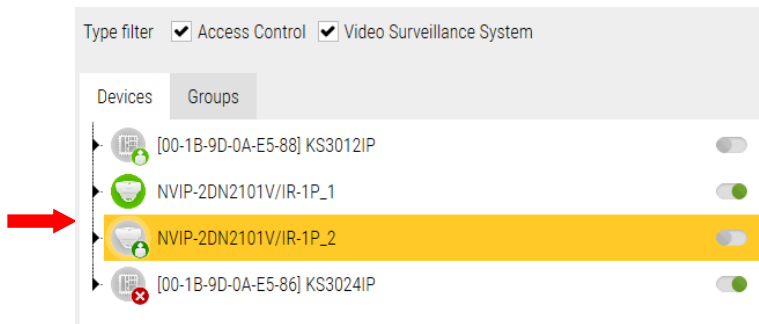 Type filter Access Control Video Surveillance System
Devices Groups
[00-1B-9D-0A-E5-88] KS3012IP
NVIP-2DN2101V/IR-1P_1
NVIP-2DN2101V/IR-1P_2
[00-1B-9D-0A-E5-86] KS3024IP